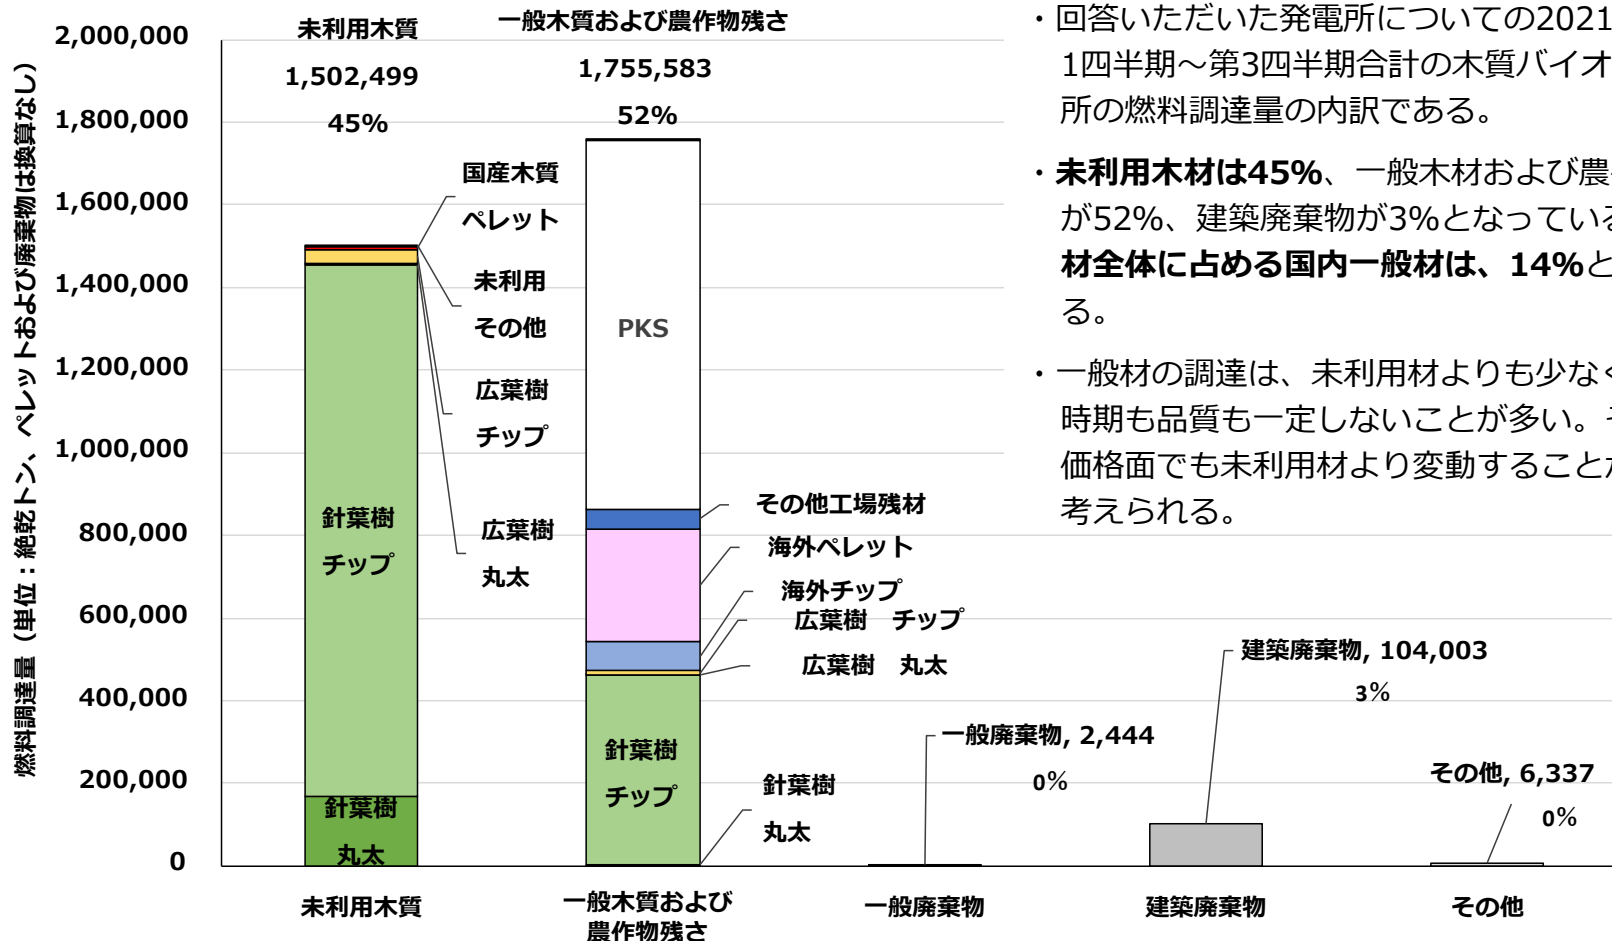 燃料調達量（単位：絶乾トン、ペレットおよび廃棄物は換算なし）
2,000,000
1,800,000
1,600,000
1,400,000
1,200,000
1,000,000
800,000
600,000
400,000
200,000
0
未利用木質
1,502,499
45%
一般木質および農作物残さ
1,755,583
52%
国産木質
ペレット
未利用
その他
広葉樹
チップ
広葉樹
丸太
針葉樹
チップ
針葉樹
丸太
PKS
その他工場残材
海外ペレット
海外チップ
広葉樹　チップ
広葉樹　丸太
針葉樹
チップ
針葉樹
丸太
一般廃棄物, 2,444
0%
建築廃棄物, 104,003
3%
その他, 6,337
0%
未利用木質
一般木質および
農作物残さ
一般廃棄物
建築廃棄物
その他
・回答いただいた発電所についての2021
1四半期～第3四半期合計の木質バイオ
所の燃料調達量の内訳である。
・未利用木材は45%、一般木材および農
が52%、建築廃棄物が3%となっている
材全体に占める国内一般材は、14%と
る。
・一般材の調達は、未利用材よりも少なく
時期も品質も一定しないことが多い。そ
価格面でも未利用材より変動することが
考えられる。